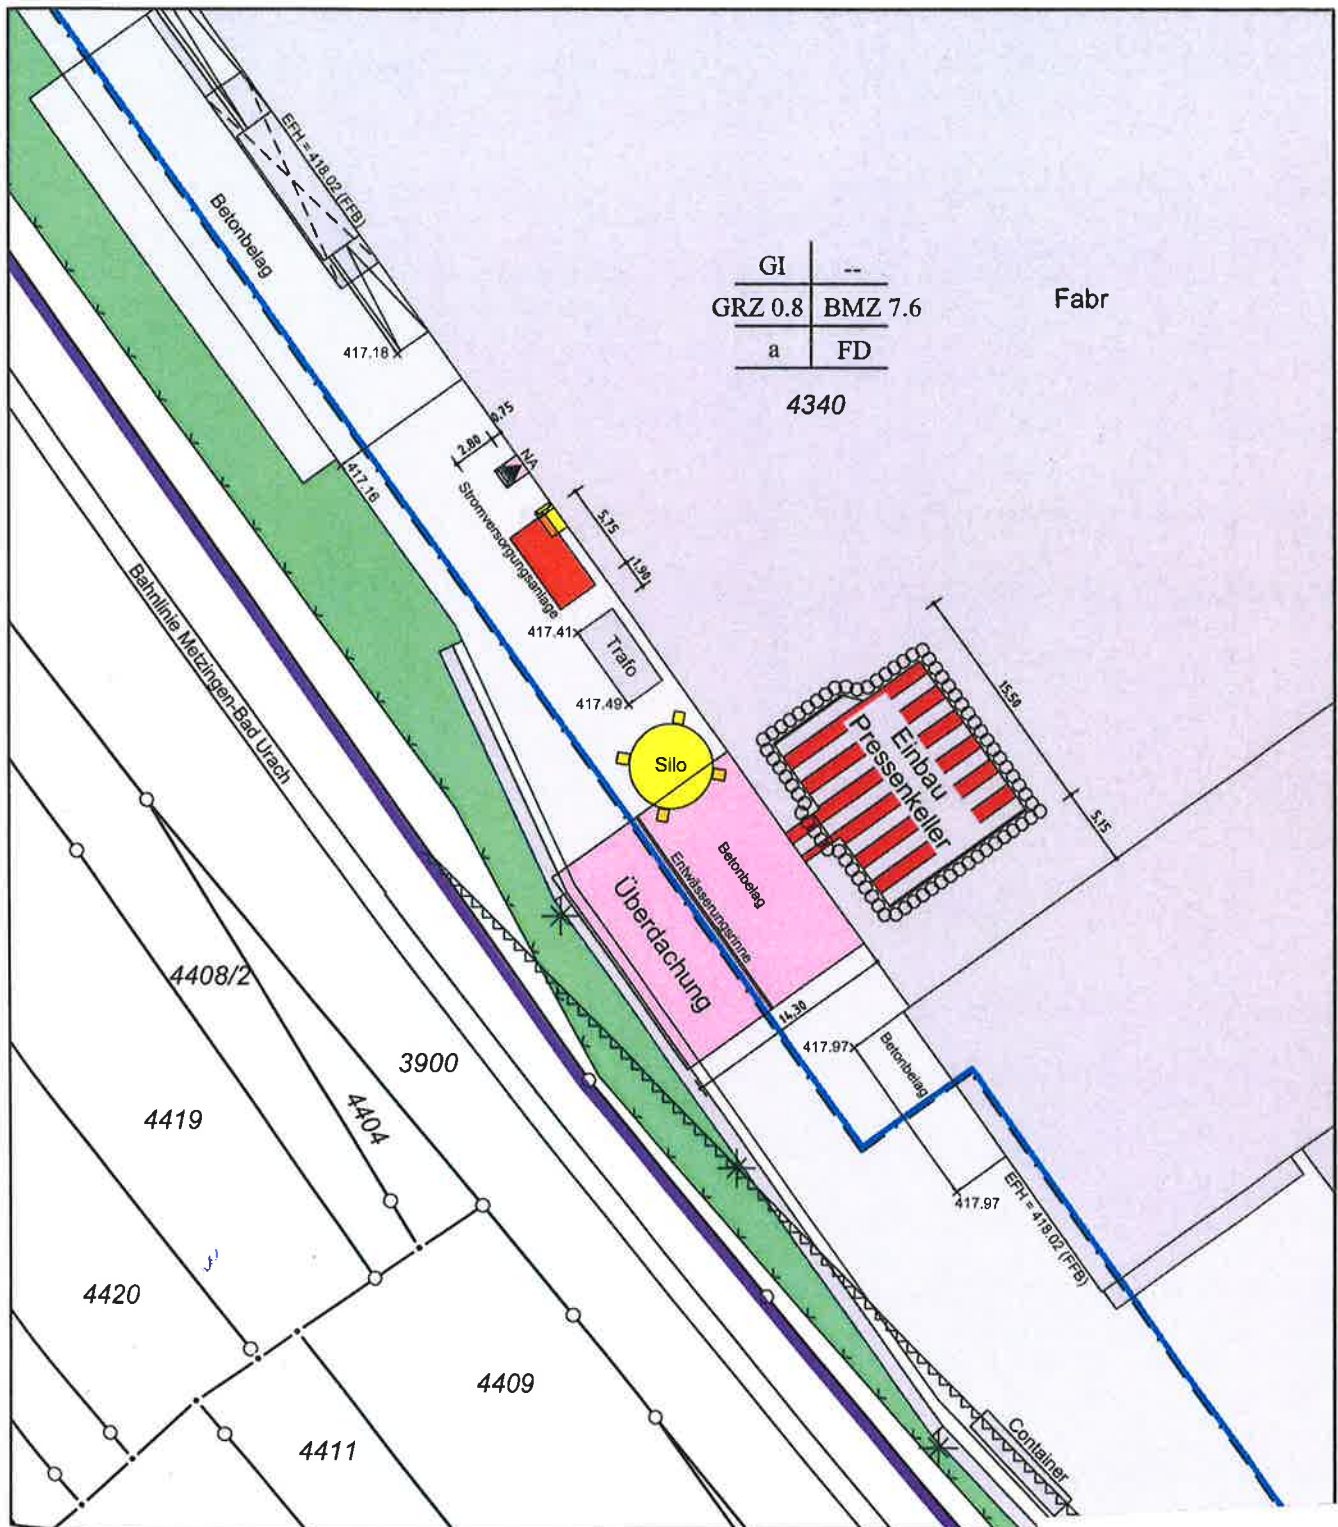 EFH = 418.02 (FFB)
Betonbelag
417.18
417.16
GI --
GRZ 0.8 BMZ 7.6
a FD
4340
Fabr
0.75
2.80
NA
Stromversorgungsanlage
5.75
1.90
417.41
Trafo
417.49
Bahnlinie Metzingen-Bad Urach
Silo
15.50
5.15
Einbau
Pressenkeller
Betonbelag
Entwässerungsrinne
Überdachung
14.30
417.97
Betonbelag
417.97
EFH = 418.02 (FFB)
4408/2
3900
4404
4419
4420
4409
4411
Container